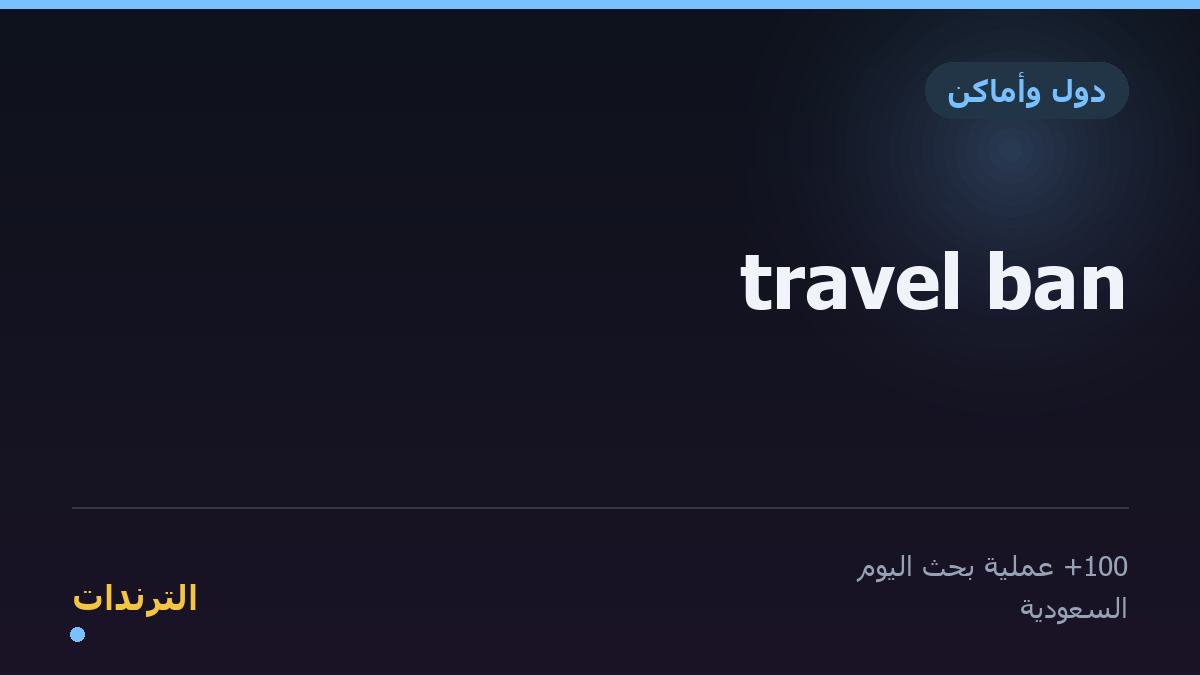 دول وأماكن
travel ban
+100 عملية بحث اليوم
السعودية
الترندات